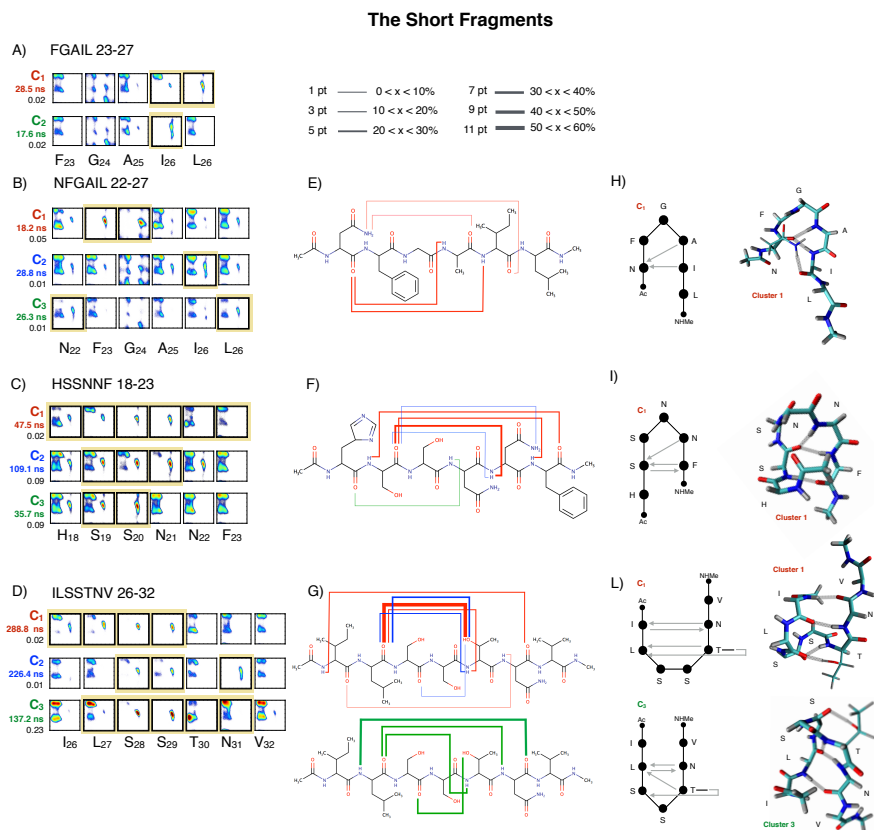 The Short Fragments
A) FGAIL 23-27
C1
28.5 ns
0.02
C2
17.6 ns
0.02
F23 G24 A25 I26 L26
1 pt 0 < x < 10%
3 pt 10 < x < 20%
5 pt 20 < x < 30%
7 pt 30 < x < 40%
9 pt 40 < x < 50%
11 pt 50 < x < 60%
B) NFGAIL 22-27
C1
18.2 ns
0.05
C2
28.8 ns
0.01
C3
26.3 ns
0.01
N22 F23 G24 A25 I26 L26
E)
H)
C1
G
F A
N I
Ac L
NHMe
G
F
A
N
I
L
Cluster 1
C) HSSNNF 18-23
C1
47.5 ns
0.02
C2
109.1 ns
0.09
C3
35.7 ns
0.09
H18 S19 S20 N21 N22 F23
F)
I)
C1
N
S N
S F
H NHMe
Ac
N
S N
N
S
F
H
Cluster 1
D) ILSSTNV 26-32
C1
288.8 ns
0.02
C2
226.4 ns
0.01
C3
137.2 ns
0.23
I26 L27 S28 S29 T30 N31 V32
G)
L)
C1
NHMe
Ac V
I N
L T
S S
Cluster 1
V
I
N
L
S
S
T
C3
Ac NHMe
I V
L N
S T
S
S
S
T
L
N
I
V
Cluster 3